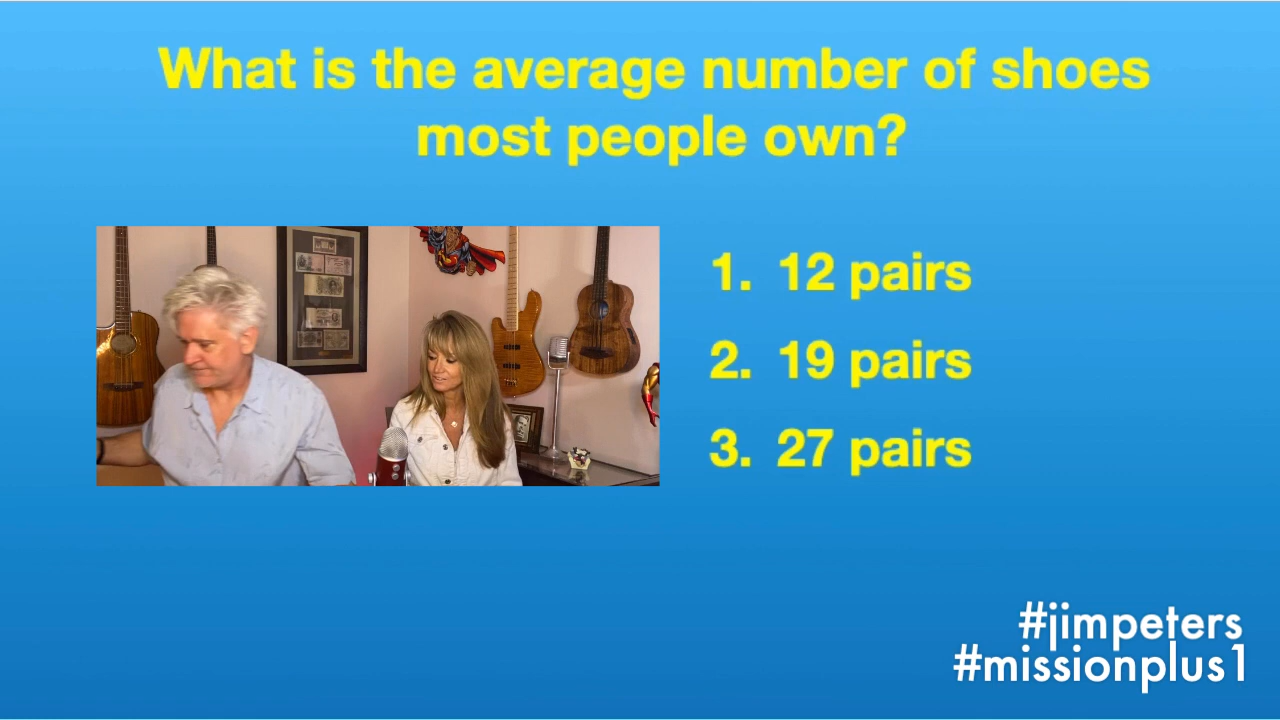 What is the average number of shoes
most people own?
1. 12 pairs
2. 19 pairs
3. 27 pairs
#jimpeters
#missionplus1